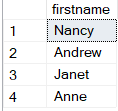 firstname
1 Nancy
2 Andrew
3 Janet
4 Anne